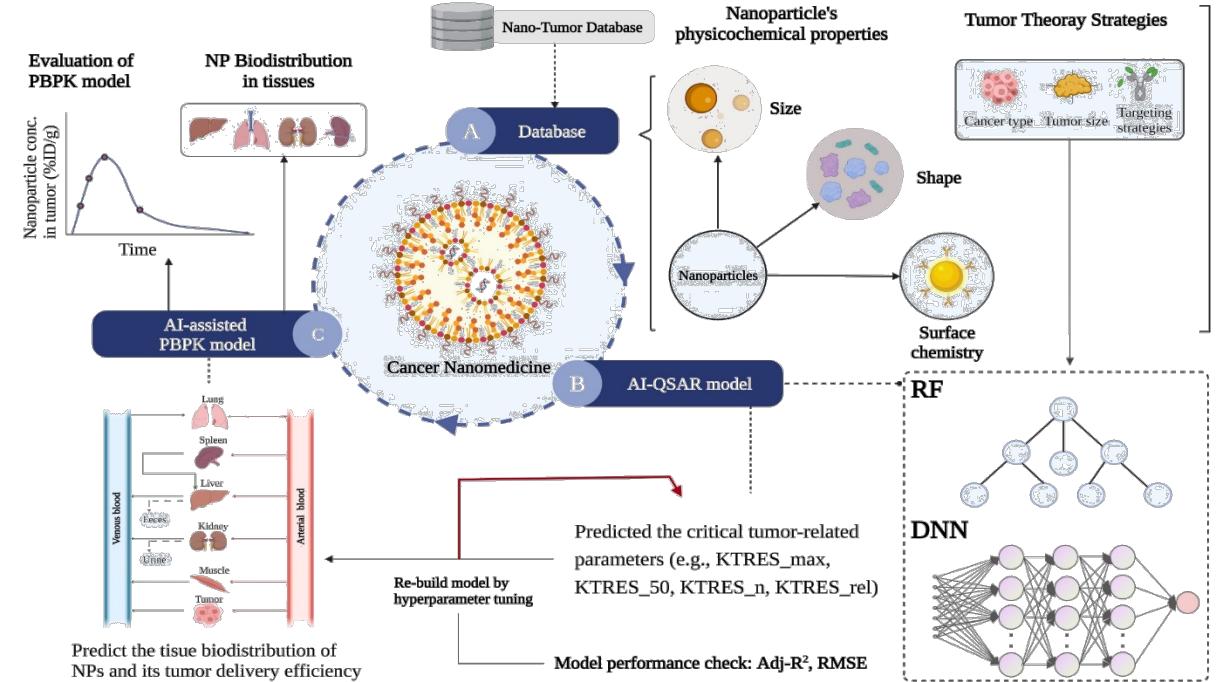 Nano-Tumor Database
Nanoparticle's
physicochemical properties
Tumor Theoray Strategies
Evaluation of
PBPK model
NP Biodistribution
in tissues
A
Database
Size
Cancer type
Tumor size
Targeting
strategies
Nanoparticle conc.
in tumor (%ID/g)
Time
Shape
Nanoparticles
Surface
chemistry
AI-assisted
PBPK model
C
Cancer Nanomedicine
B
AI-QSAR model
RF
DNN
Lung
Spleen
Liver
Feces
Kidney
Urine
Muscle
Tumor
Venous blood
Arterial blood
Predicted the critical tumor-related
parameters (e.g., KTRES_max,
KTRES_50, KTRES_n, KTRES_rel)
Re-build model by
hyperparameter tuning
Model performance check: Adj-R², RMSE
Predict the tissue biodistribution of
NPs and its tumor delivery efficiency